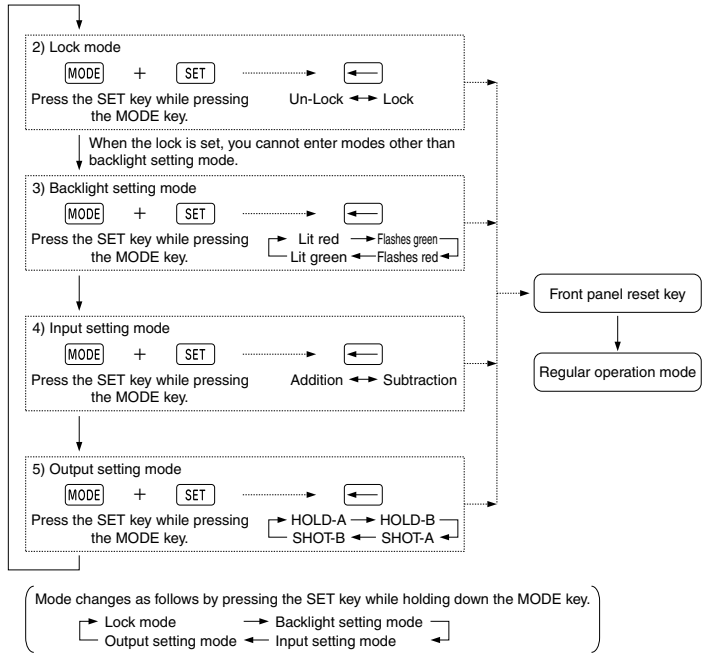 2) Lock mode
MODE + SET
Press the SET key while pressing
the MODE key.
Un-Lock Lock
When the lock is set, you cannot enter modes other than
backlight setting mode.
3) Backlight setting mode
MODE + SET
Press the SET key while pressing
the MODE key.
Lit red Flashes green
Lit green Flashes red
4) Input setting mode
MODE + SET
Press the SET key while pressing
the MODE key.
Addition Subtraction
5) Output setting mode
MODE + SET
Press the SET key while pressing
the MODE key.
HOLD-A HOLD-B
SHOT-B SHOT-A
Front panel reset key
Regular operation mode
Mode changes as follows by pressing the SET key while holding down the MODE key.
Lock mode Backlight setting mode
Output setting mode Input setting mode